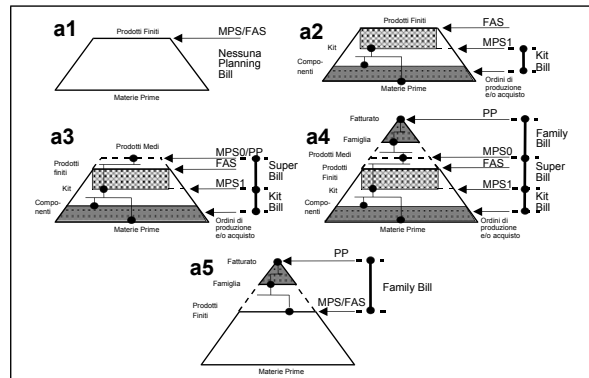 a1
Prodotti Finiti
MPS/FAS
Nessuna
Planning
Bill
Materie Prime
a2
Prodotti Finiti
FAS
Kit
MPS1
Kit
Bill
Compo-
nenti
Ordini di
produzione
e/o acquisto
Materie Prime
a3
Prodotti Medi
MPS0/PP
Prodotti
finiti
FAS
Super
Bill
Kit
MPS1
Kit
Bill
Compo-
nenti
Ordini di
produzione
e/o acquisto
Materie Prime
a4
Fatturato
PP
Famiglia
Family
Bill
Prodotti Medi
MPS0
Prodotti
Finiti
FAS
Super
Bill
Kit
MPS1
Kit
Bill
Compo-
nenti
Ordini di
produzione
e/o acquisto
Materie Prime
a5
Fatturato
PP
Famiglia
Family Bill
Prodotti
Finiti
MPS/FAS
Materie Prime